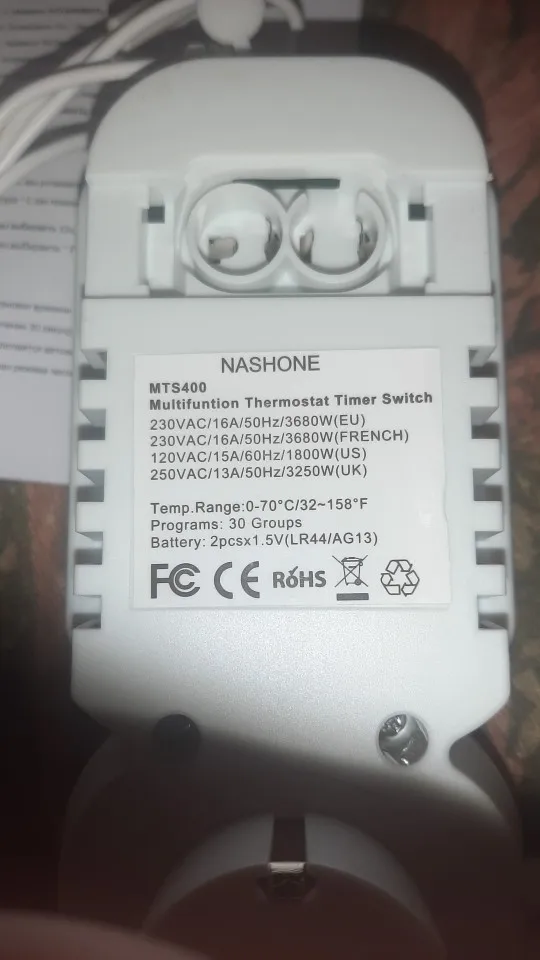 NASHONE
MTS400
Multifuntion Thermostat Timer Switch
230VAC/16A/50Hz/3680W(EU)
230VAC/16A/50Hz/3680W(FRENCH)
120VAC/15A/60Hz/1800W(US)
250VAC/13A/50Hz/3250W(UK)
Temp.Range:0-70°C/32~158°F
Programs: 30 Groups
Battery: 2pcsx1.5V(LR44/AG13)
FC CE RoHS